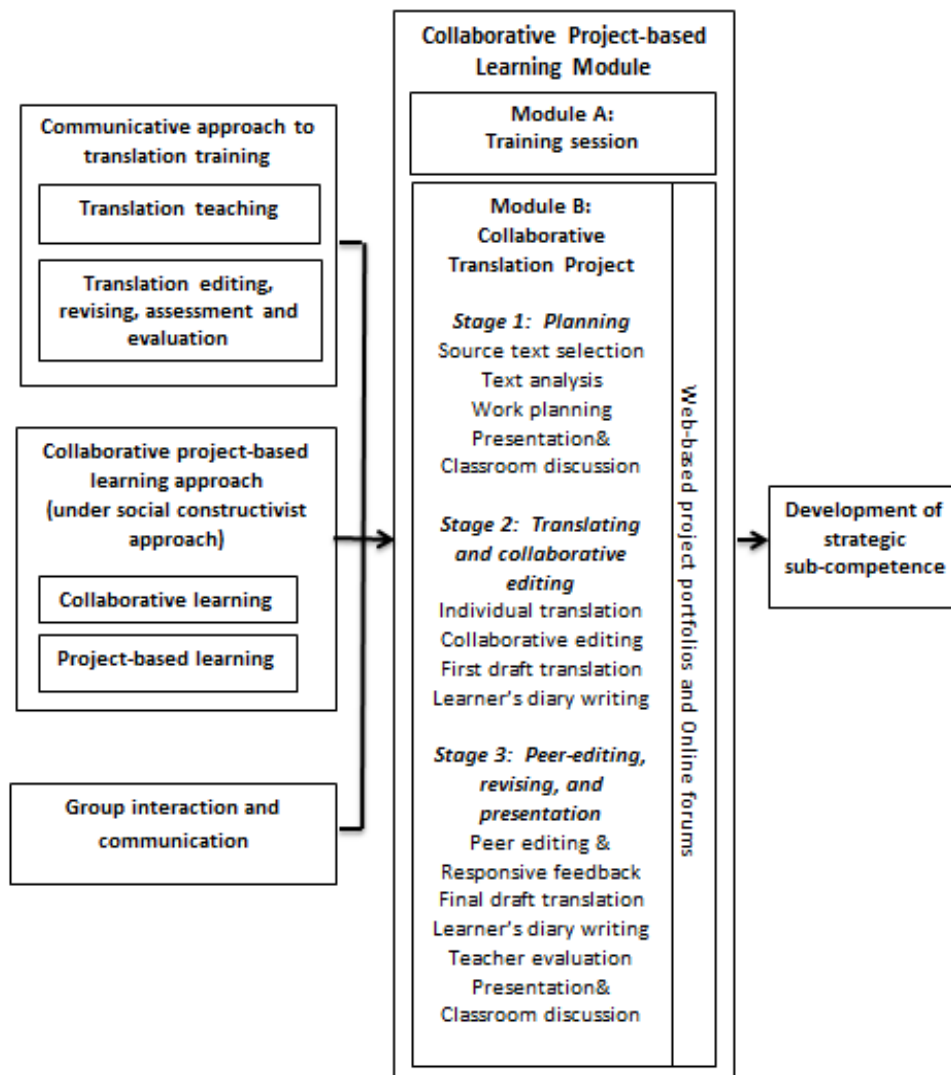 Communicative approach to
translation training
Translation teaching
Translation editing,
revising, assessment and
evaluation
Collaborative project-based
learning approach
(under social constructivist
approach)
Collaborative learning
Project-based learning
Group interaction and
communication
Collaborative Project-based
Learning Module
Module A:
Training session
Module B:
Collaborative
Translation Project
Stage 1: Planning
Source text selection
Text analysis
Work planning
Presentation&
Classroom discussion
Stage 2: Translating
and collaborative
editing
Individual translation
Collaborative editing
First draft translation
Learner's diary writing
Stage 3: Peer-editing,
revising, and
presentation
Peer editing &
Responsive feedback
Final draft translation
Learner's diary writing
Teacher evaluation
Presentation&
Classroom discussion
Web-based project portfolios and Online forums
Development of
strategic
sub-competence